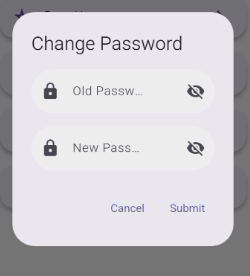 Change Password
Old Passw...
New Pass...
Cancel Submit